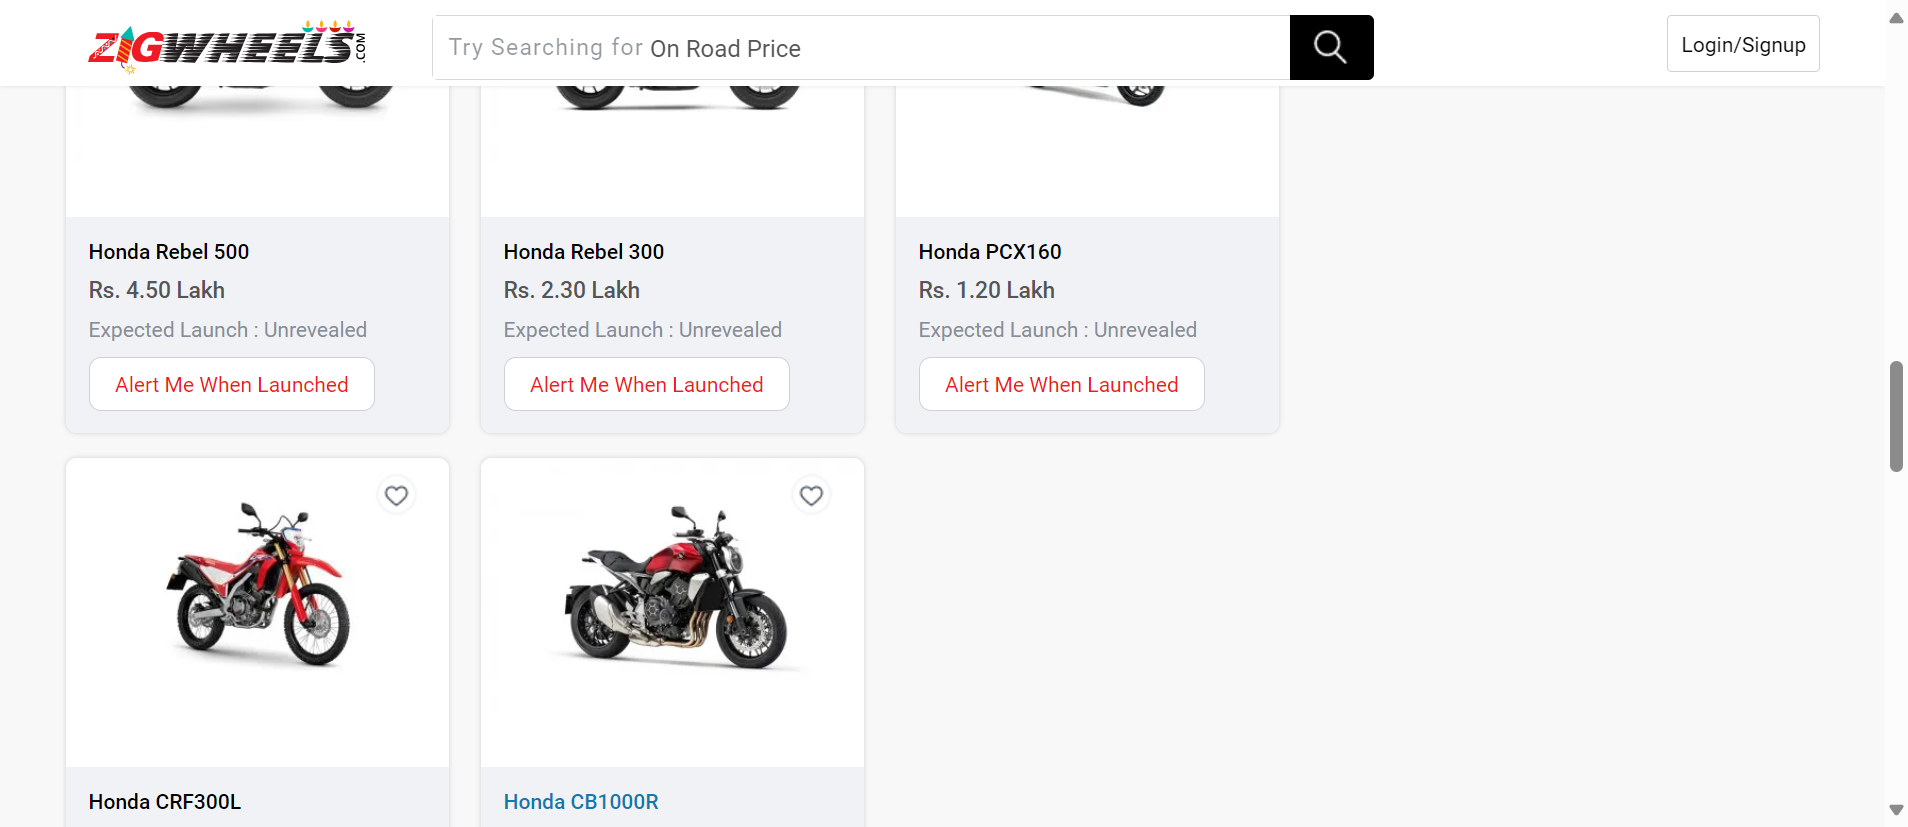 ZIGWHEELS.COM
Try Searching for On Road Price
Login/Signup
Honda Rebel 500
Rs. 4.50 Lakh
Expected Launch : Unrevealed
Alert Me When Launched
Honda Rebel 300
Rs. 2.30 Lakh
Expected Launch : Unrevealed
Alert Me When Launched
Honda PCX160
Rs. 1.20 Lakh
Expected Launch : Unrevealed
Alert Me When Launched
Honda CRF300L
Honda CB1000R